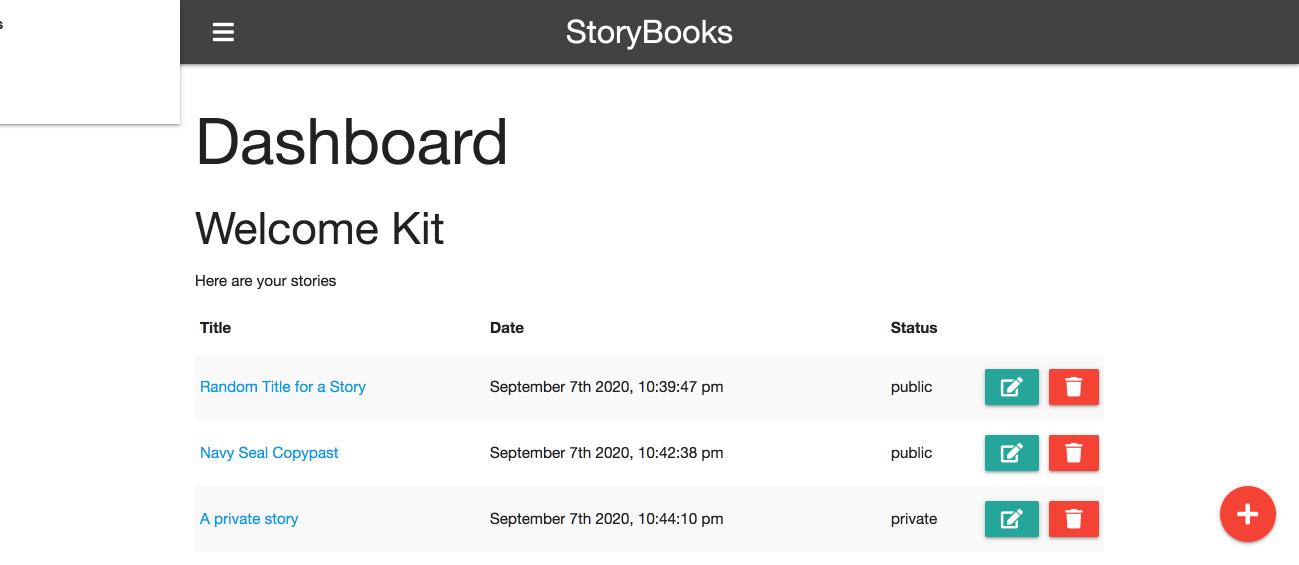 s
StoryBooks
Dashboard
Welcome Kit
Here are your stories
Title Date Status
Random Title for a Story September 7th 2020, 10:39:47 pm public
Navy Seal Copypast September 7th 2020, 10:42:38 pm public
A private story September 7th 2020, 10:44:10 pm private